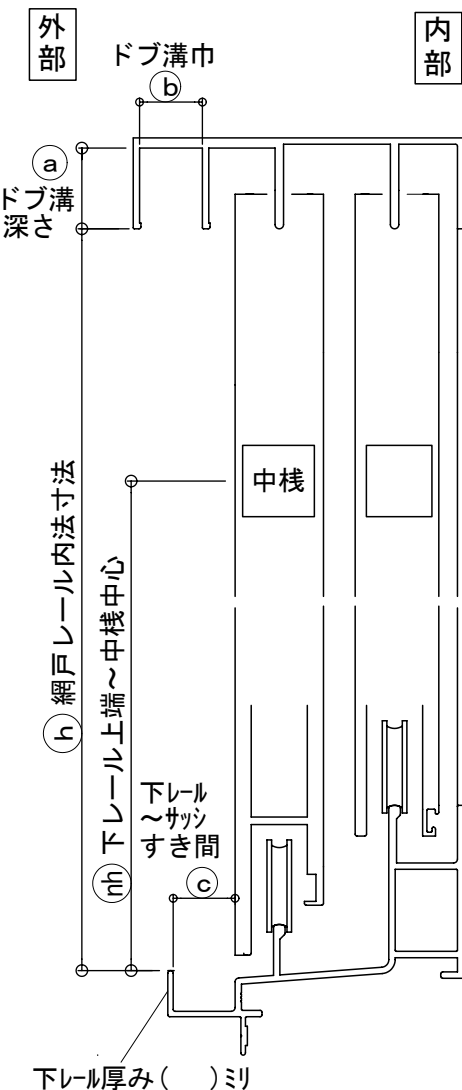 外部
内部
ドブ溝巾
b
a
ドブ溝
深さ
中桟
h 網戸レール内法寸法
nh 下レール上端~中桟中心
下レール
~サッシ
すき間
c
下レール厚み(　　)ミリ